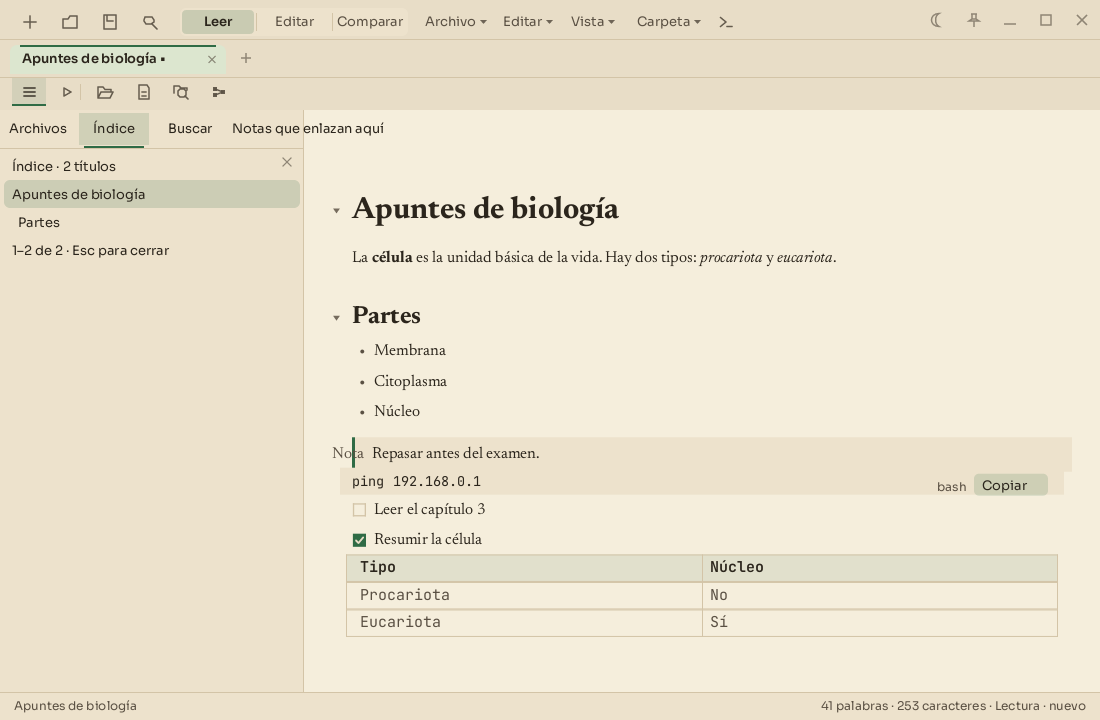 Leer Editar Comparar Archivo Editar Vista Carpeta
Apuntes de biología
Archivos Índice Buscar Notas que enlazan aquí
Índice · 2 títulos
Apuntes de biología
Partes
1–2 de 2 · Esc para cerrar
Apuntes de biología
La célula es la unidad básica de la vida. Hay dos tipos: procariota y eucariota.
Partes
• Membrana
• Citoplasma
• Núcleo
Nota Repasar antes del examen.
ping 192.168.0.1 bash Copiar
Leer el capítulo 3
Resumir la célula
Tipo Núcleo
Procariota No
Eucariota Sí
Apuntes de biología 41 palabras · 253 caracteres · Lectura · nuevo